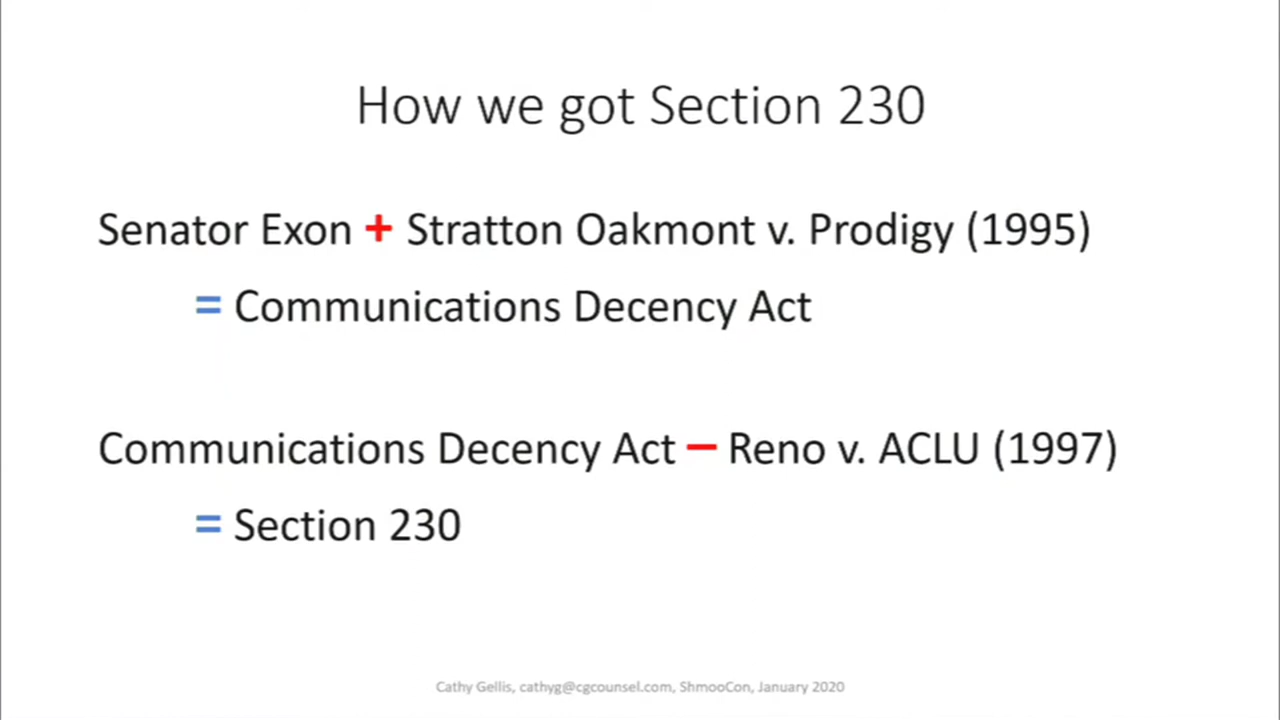 How we got Section 230
Senator Exon + Stratton Oakmont v. Prodigy (1995)
= Communications Decency Act
Communications Decency Act – Reno v. ACLU (1997)
= Section 230
Cathy Gellis, cathyg@cgcounsel.com, ShmooCon, January 2020